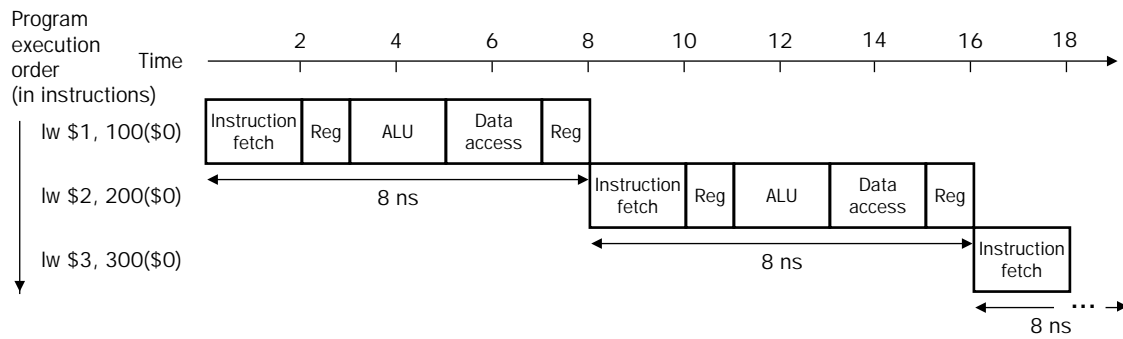 Program
execution
order
(in instructions)
Time
2 4 6 8 10 12 14 16 18
lw $1, 100($0)
Instruction
fetch
Reg
ALU
Data
access
Reg
8 ns
lw $2, 200($0)
Instruction
fetch
Reg
ALU
Data
access
Reg
8 ns
lw $3, 300($0)
Instruction
fetch
...
8 ns